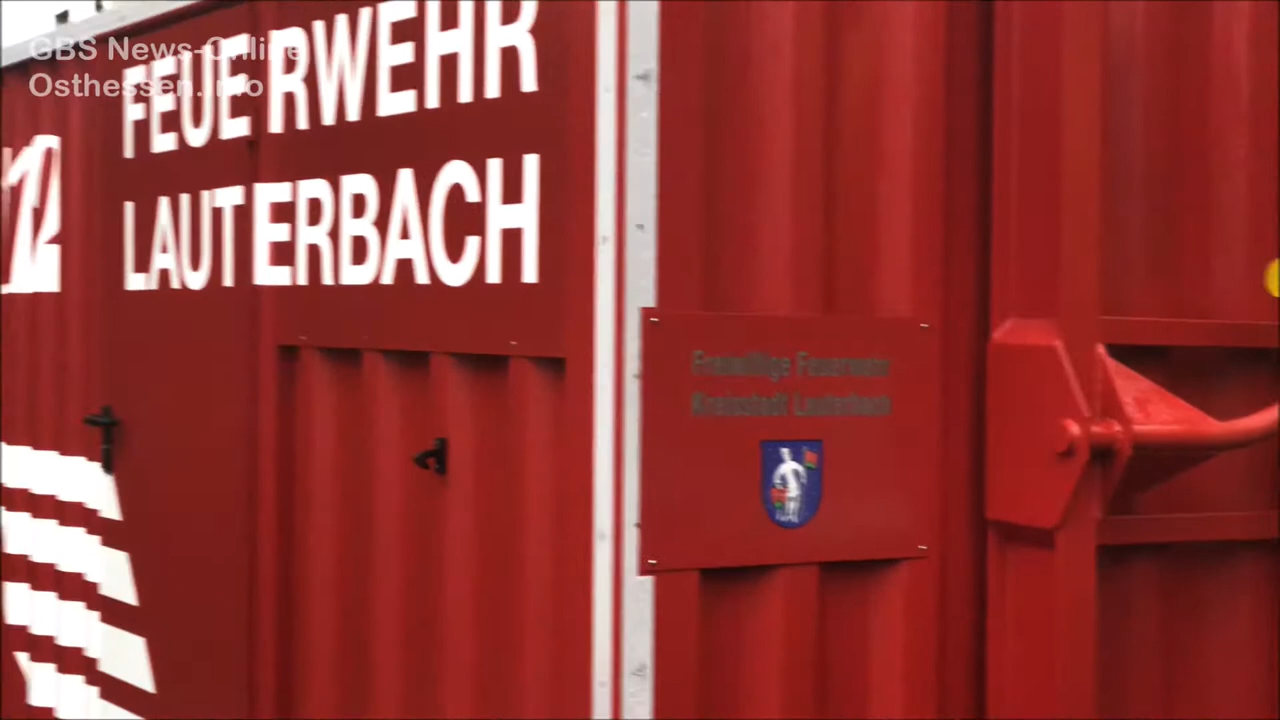 GBS News-Online
Osthessen.Info
FEUERWEHR
LAUTERBACH
Freiwillige Feuerwehr
Kreisstadt Lauterbach